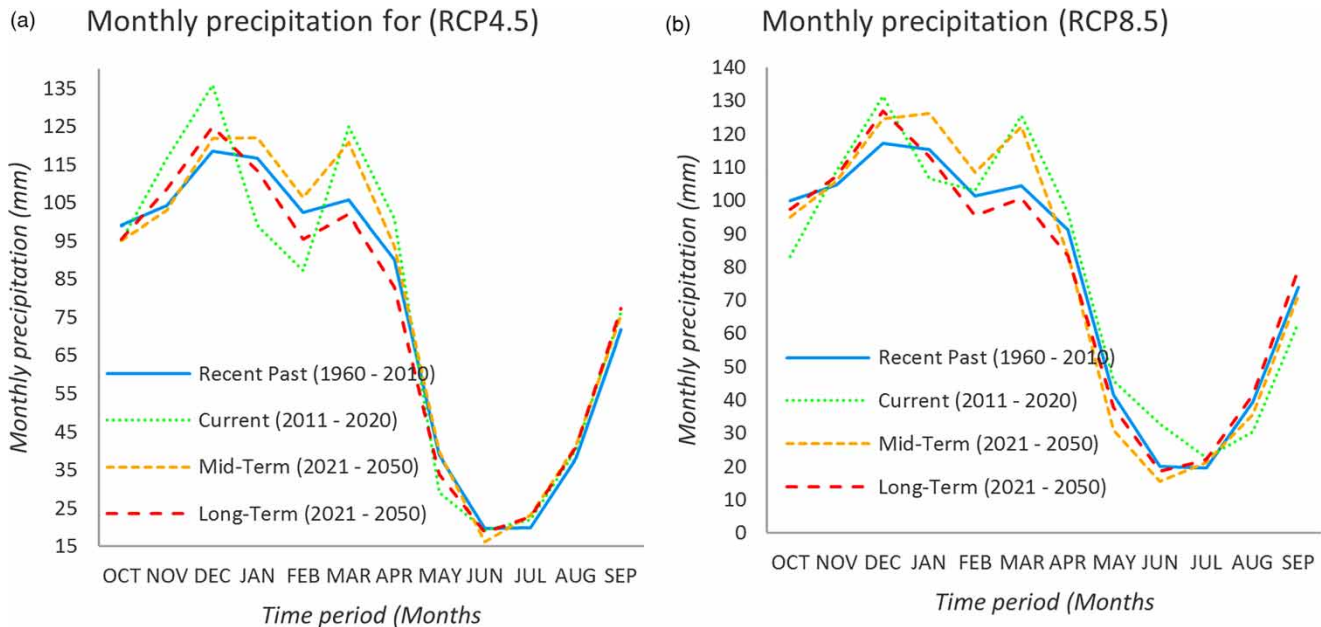 (a) Monthly precipitation for (RCP4.5)
Monthly precipitation (mm)
135
125
115
105
95
85
75
65
55
45
35
25
15
Recent Past (1960 - 2010)
Current (2011 - 2020)
Mid-Term (2021 - 2050)
Long-Term (2021 - 2050)
OCT NOV DEC JAN FEB MAR APR MAY JUN JUL AUG SEP
Time period (Months
(b) Monthly precipitation (RCP8.5)
Monthly precipitation (mm)
140
130
120
110
100
90
80
70
60
50
40
30
20
10
0
Recent Past (1960 - 2010)
Current (2011 - 2020)
Mid-Term (2021 - 2050)
Long-Term (2021 - 2050)
OCT NOV DEC JAN FEB MAR APR MAY JUN JUL AUG SEP
Time period (Months